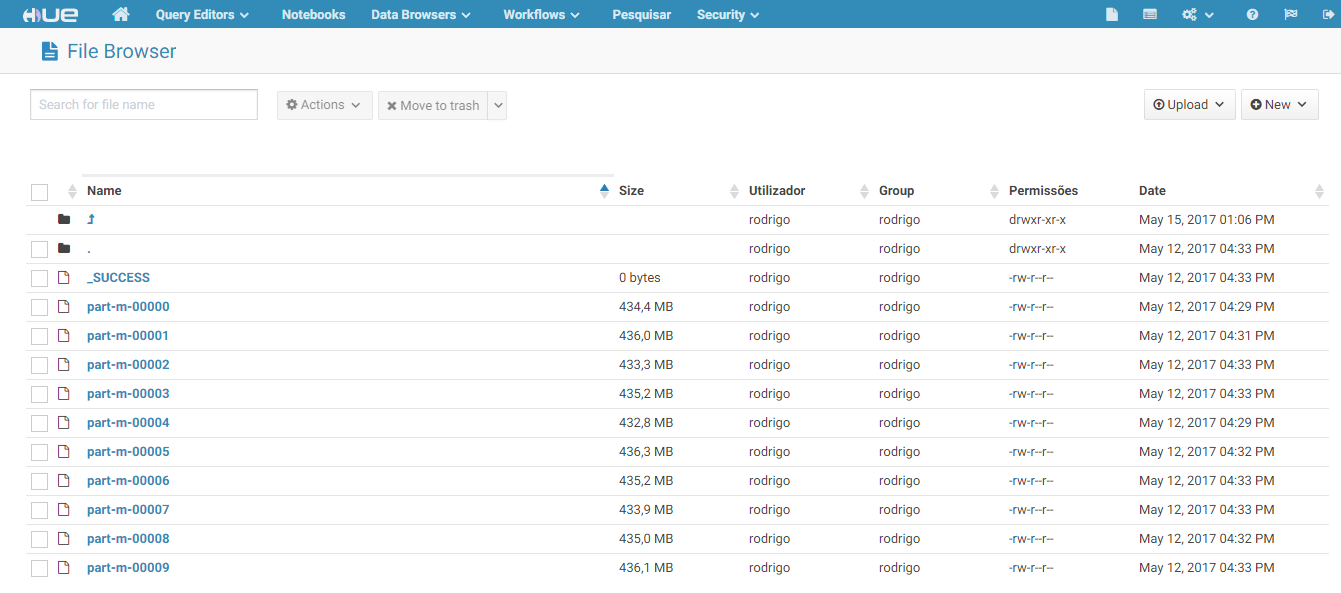 HUE Query Editors Notebooks Data Browsers Workflows Pesquisar Security
File Browser
Search for file name Actions Move to trash Upload New
Name Size Utilizador Group Permissões Date
rodrigo rodrigo drwxr-xr-x May 15, 2017 01:06 PM
. rodrigo rodrigo drwxr-xr-x May 12, 2017 04:33 PM
_SUCCESS 0 bytes rodrigo rodrigo -rw-r--r-- May 12, 2017 04:33 PM
part-m-00000 434,4 MB rodrigo rodrigo -rw-r--r-- May 12, 2017 04:29 PM
part-m-00001 436,0 MB rodrigo rodrigo -rw-r--r-- May 12, 2017 04:31 PM
part-m-00002 433,3 MB rodrigo rodrigo -rw-r--r-- May 12, 2017 04:33 PM
part-m-00003 435,2 MB rodrigo rodrigo -rw-r--r-- May 12, 2017 04:33 PM
part-m-00004 432,8 MB rodrigo rodrigo -rw-r--r-- May 12, 2017 04:29 PM
part-m-00005 436,3 MB rodrigo rodrigo -rw-r--r-- May 12, 2017 04:32 PM
part-m-00006 435,2 MB rodrigo rodrigo -rw-r--r-- May 12, 2017 04:33 PM
part-m-00007 433,9 MB rodrigo rodrigo -rw-r--r-- May 12, 2017 04:33 PM
part-m-00008 435,0 MB rodrigo rodrigo -rw-r--r-- May 12, 2017 04:32 PM
part-m-00009 436,1 MB rodrigo rodrigo -rw-r--r-- May 12, 2017 04:33 PM